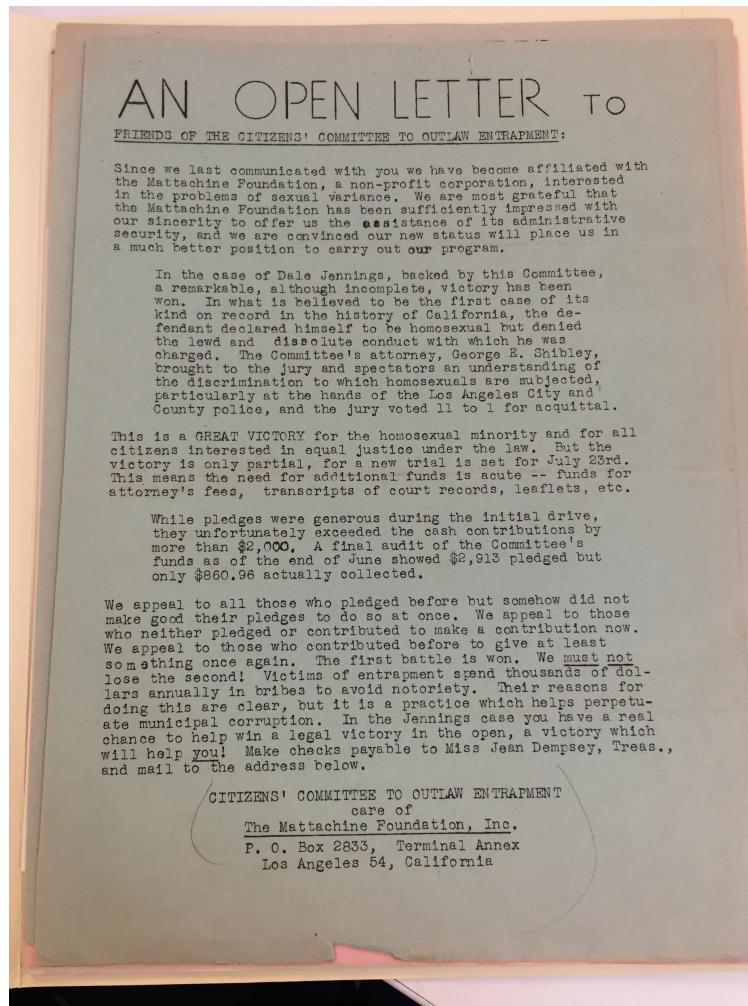 AN OPEN LETTER TO
FRIENDS OF THE CITIZENS' COMMITTEE TO OUTLAW ENTRAPMENT:
Since we last communicated with you we have become affiliated with
the Mattachine Foundation, a non-profit corporation, interested
in the problems of sexual variance. We are most grateful that
the Mattachine Foundation has been sufficiently impressed with
our sincerity to offer us the assistance of its administrative
security, and we are convinced our new status will place us in
a much better position to carry out our program.
In the case of Dale Jennings, backed by this Committee,
a remarkable, although incomplete, victory has been
won. In what is believed to be the first case of its
kind on record in the history of California, the de-
fendant declared himself to be homosexual but denied
the lewd and dissolute conduct with which he was
charged. The Committee's attorney, George E. Shibley,
brought to the jury and spectators an understanding of
the discrimination to which homosexuals are subjected,
particularly at the hands of the Los Angeles City and
County police, and the jury voted 11 to 1 for acquittal.
This is a GREAT VICTORY for the homosexual minority and for all
citizens interested in equal justice under the law. But the
victory is only partial, for a new trial is set for July 23rd.
This means the need for additional funds is acute -- funds for
attorney's fees, transcripts of court records, leaflets, etc.
While pledges were generous during the initial drive,
they unfortunately exceeded the cash contributions by
more than $2,000. A final audit of the Committee's
funds as of the end of June showed $2,913 pledged but
only $860.96 actually collected.
We appeal to all those who pledged before but somehow did not
make good their pledges to do so at once. We appeal to those
who neither pledged or contributed to make a contribution now.
We appeal to those who contributed before to give at least
something once again. The first battle is won. We must not
lose the second! Victims of entrapment spend thousands of dol-
lars annually in bribes to avoid notoriety. Their reasons for
doing this are clear, but it is a practice which helps perpetu-
ate municipal corruption. In the Jennings case you have a real
chance to help win a legal victory in the open, a victory which
will help you! Make checks payable to Miss Jean Dempsey, Treas.,
and mail to the address below.
CITIZENS' COMMITTEE TO OUTLAW ENTRAPMENT
care of
The Mattachine Foundation, Inc.
P. O. Box 2833, Terminal Annex
Los Angeles 54, California